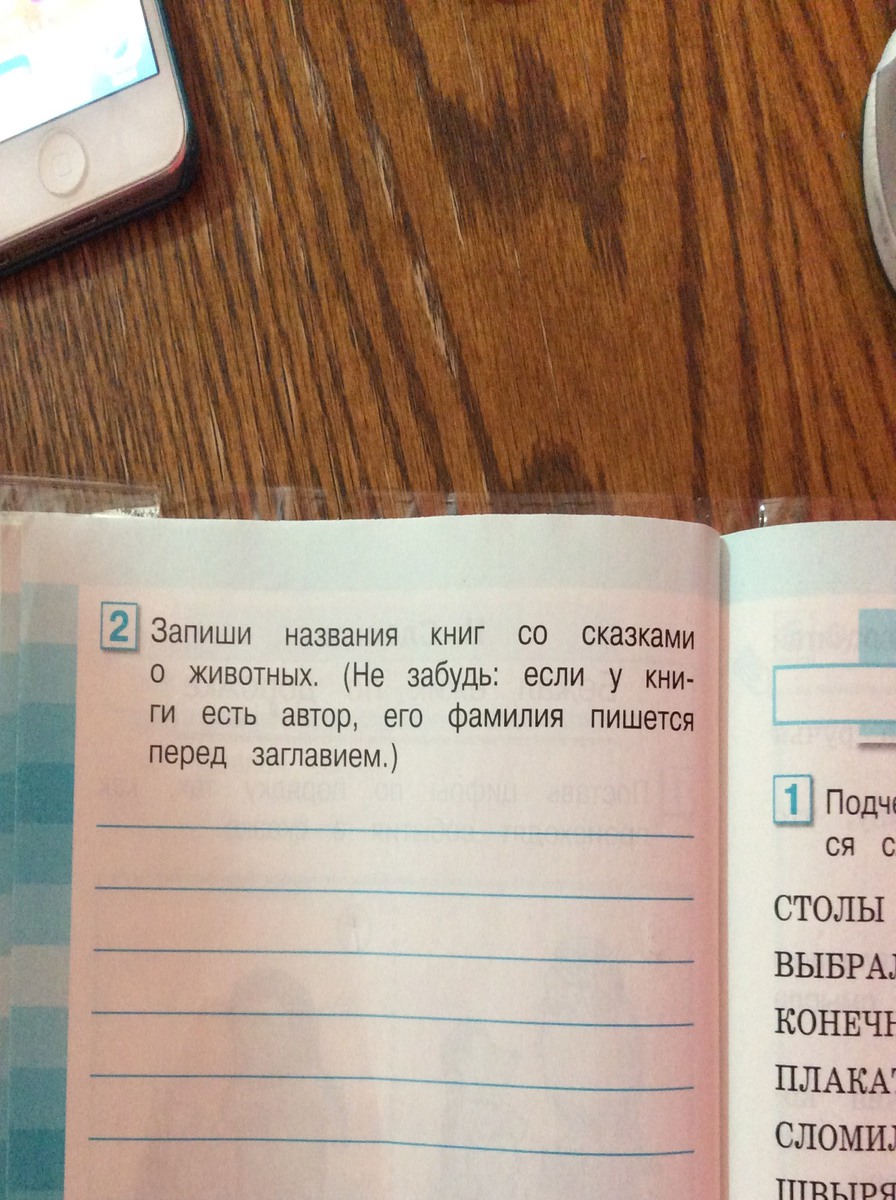 2 Запиши названия книг со сказками
о животных. (Не забудь: если у кни-
ги есть автор, его фамилия пишется
перед заглавием.)
1 Подче
ся с
СТОЛЫ
ВЫБРАЛ
КОНЕЧН
ПЛАКАТ
СЛОМИЛ
ШВЫРЯ